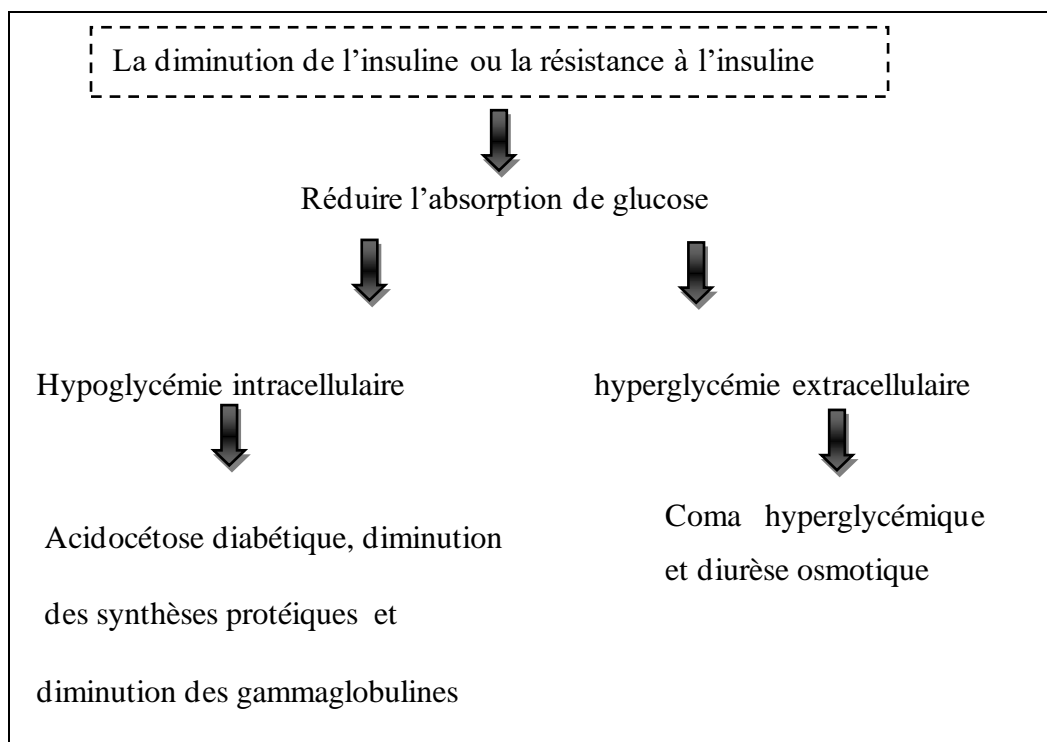 La diminution de l’insuline ou la résistance à l’insuline
Réduire l’absorption de glucose
Hypoglycémie intracellulaire
hyperglycémie extracellulaire
Acidocétose diabétique, diminution
des synthèses protéiques et
diminution des gammaglobulines
Coma hyperglycémique
et diurèse osmotique